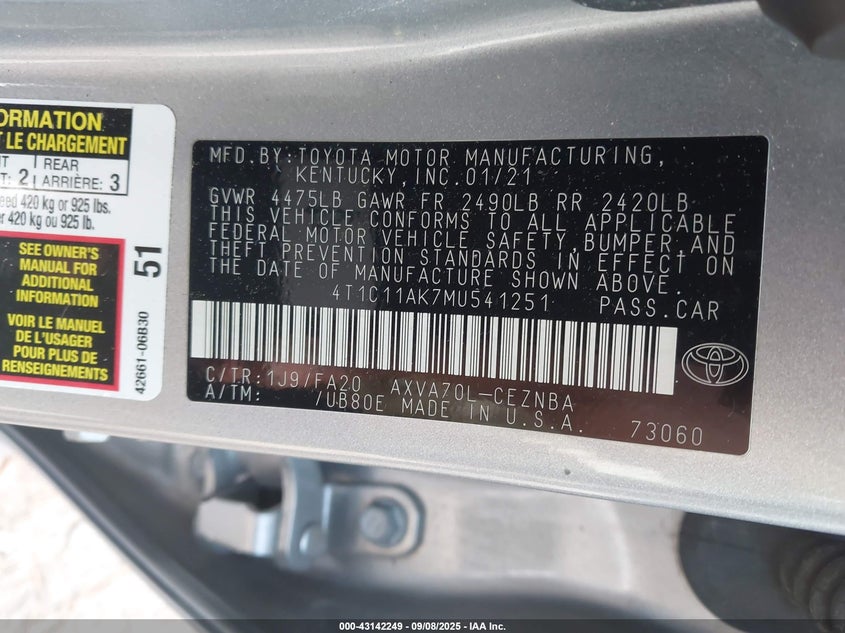 ORMATION
T LE CHARGEMENT
T REAR
T: 2 ARRIÈRE: 3
eed 420 kg or 925 lbs.
r 420 kg ou 925 lb.
SEE OWNER'S
MANUAL FOR
ADDITIONAL
INFORMATION
VOIR LE MANUEL
DE L'USAGER
POUR PLUS DE
RENSEIGNEMENTS
51
42661-06B30
MFD.BY:TOYOTA MOTOR MANUFACTURING,
KENTUCKY,INC.01/21
GVWR 4475LB GAWR FR 2490LB RR 2420LB
THIS VEHICLE CONFORMS TO ALL APPLICABLE
FEDERAL MOTOR VEHICLE SAFETY,BUMPER,AND
THEFT PREVENTION STANDARDS IN EFFECT ON
THE DATE OF MANUFACTURE SHOWN ABOVE.
4T1C11AK7MU541251 PASS.CAR
C/TR:1J9/FA20 AXVA70L-CEZNBA
A/TM: /UB80E MADE IN U.S.A. 73060
000-43142249 - 09/08/2025 - IAA Inc.